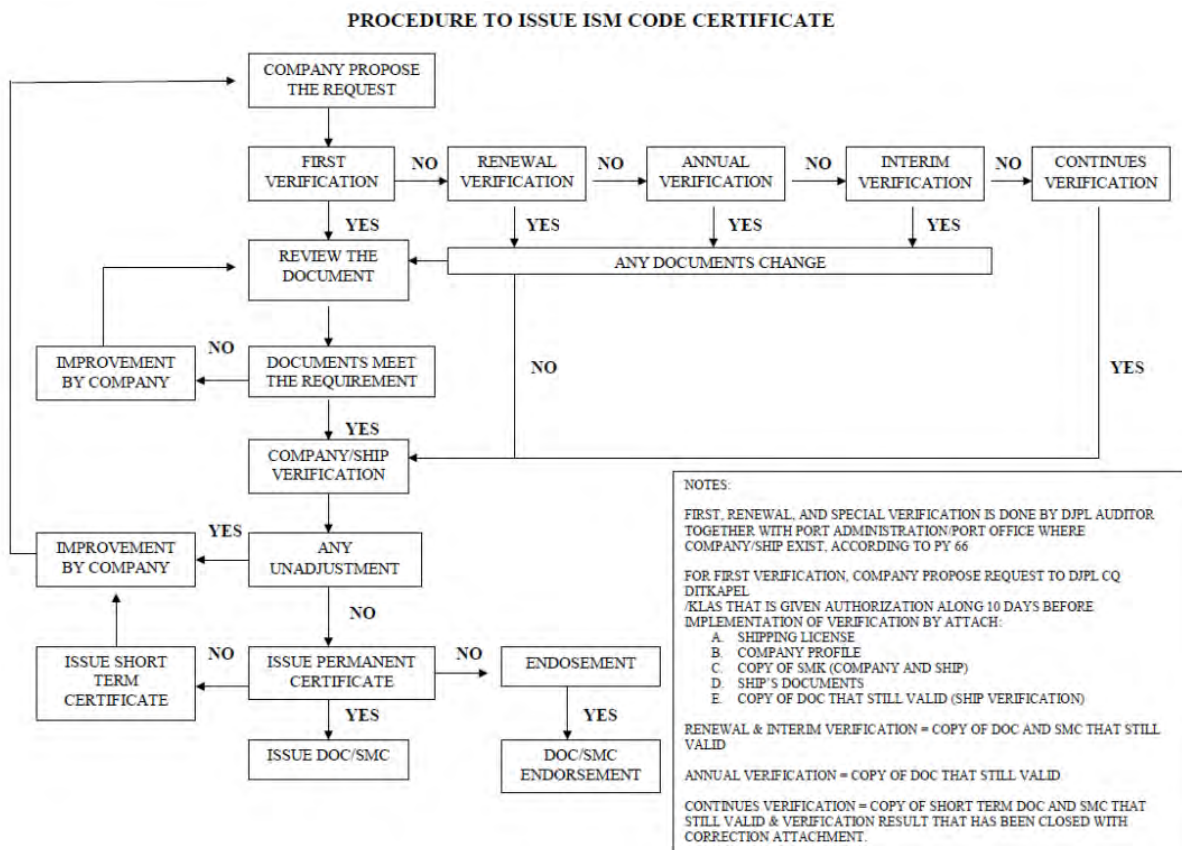 PROCEDURE TO ISSUE ISM CODE CERTIFICATE
COMPANY PROPOSE
THE REQUEST
FIRST
VERIFICATION
NO
RENEWAL
VERIFICATION
NO
ANNUAL
VERIFICATION
NO
INTERIM
VERIFICATION
NO
CONTINUES
VERIFICATION
YES
YES
YES
YES
REVIEW THE
DOCUMENT
ANY DOCUMENTS CHANGE
IMPROVEMENT
BY COMPANY
NO
DOCUMENTS MEET
THE REQUIREMENT
NO
YES
YES
COMPANY/SHIP
VERIFICATION
IMPROVEMENT
BY COMPANY
YES
ANY
UNADJUSTMENT
NO
ISSUE SHORT
TERM
CERTIFICATE
NO
ISSUE PERMANENT
CERTIFICATE
NO
ENDOSEMENT
YES
YES
ISSUE DOC/SMC
DOC/SMC
ENDORSEMENT
NOTES:
FIRST, RENEWAL, AND SPECIAL VERIFICATION IS DONE BY DJPL AUDITOR
TOGETHER WITH PORT ADMINISTRATION/PORT OFFICE WHERE
COMPANY/SHIP EXIST, ACCORDING TO PY 66
FOR FIRST VERIFICATION, COMPANY PROPOSE REQUEST TO DJPL CQ
DITKAPEL
/KLAS THAT IS GIVEN AUTHORIZATION ALONG 10 DAYS BEFORE
IMPLEMENTATION OF VERIFICATION BY ATTACH:
A. SHIPPING LICENSE
B. COMPANY PROFILE
C. COPY OF SMK (COMPANY AND SHIP)
D. SHIP'S DOCUMENTS
E. COPY OF DOC THAT STILL VALID (SHIP VERIFICATION)
RENEWAL & INTERIM VERIFICATION = COPY OF DOC AND SMC THAT STILL
VALID
ANNUAL VERIFICATION = COPY OF DOC THAT STILL VALID
CONTINUES VERIFICATION = COPY OF SHORT TERM DOC AND SMC THAT
STILL VALID & VERIFICATION RESULT THAT HAS BEEN CLOSED WITH
CORRECTION ATTACHMENT.